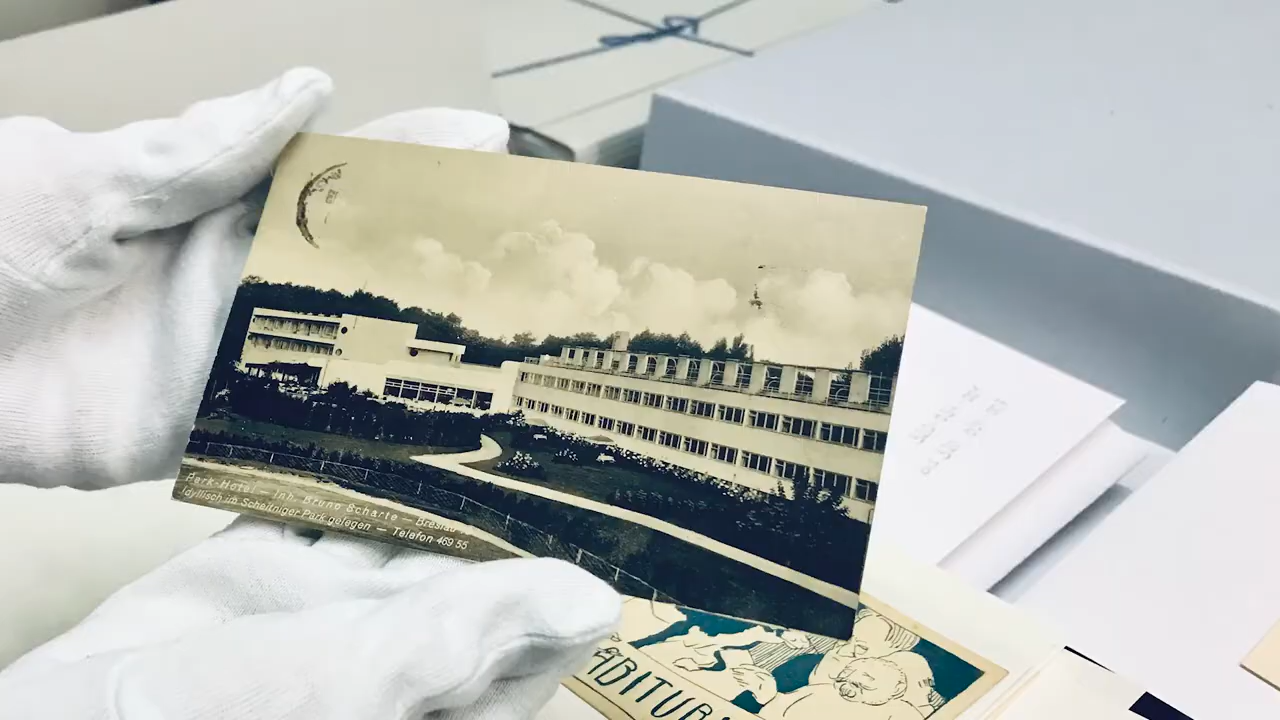 Park-Hotel — Inh. Bruno Scharte — Breslau
Idyllisch im Scheitniger Park gelegen — Telefon 469 55
ABITUR